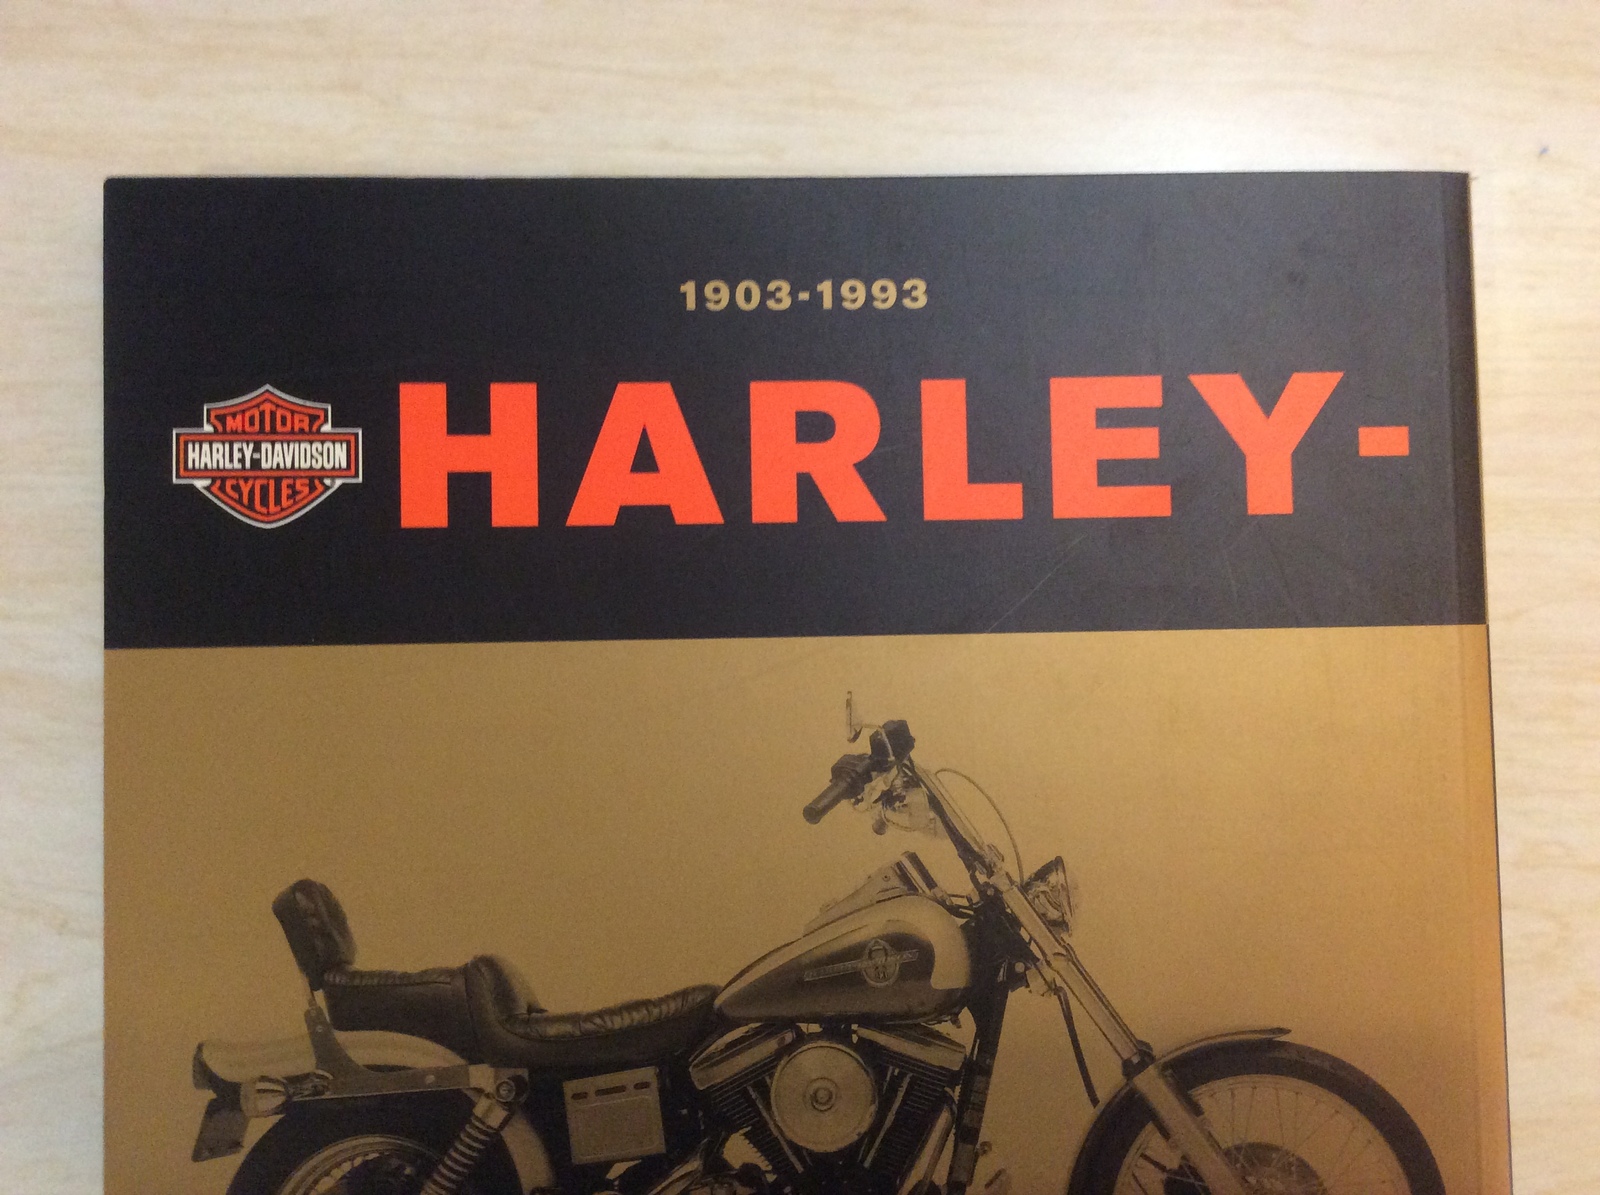 1903-1993
MOTOR
HARLEY-DAVIDSON
CYCLES
HARLEY-